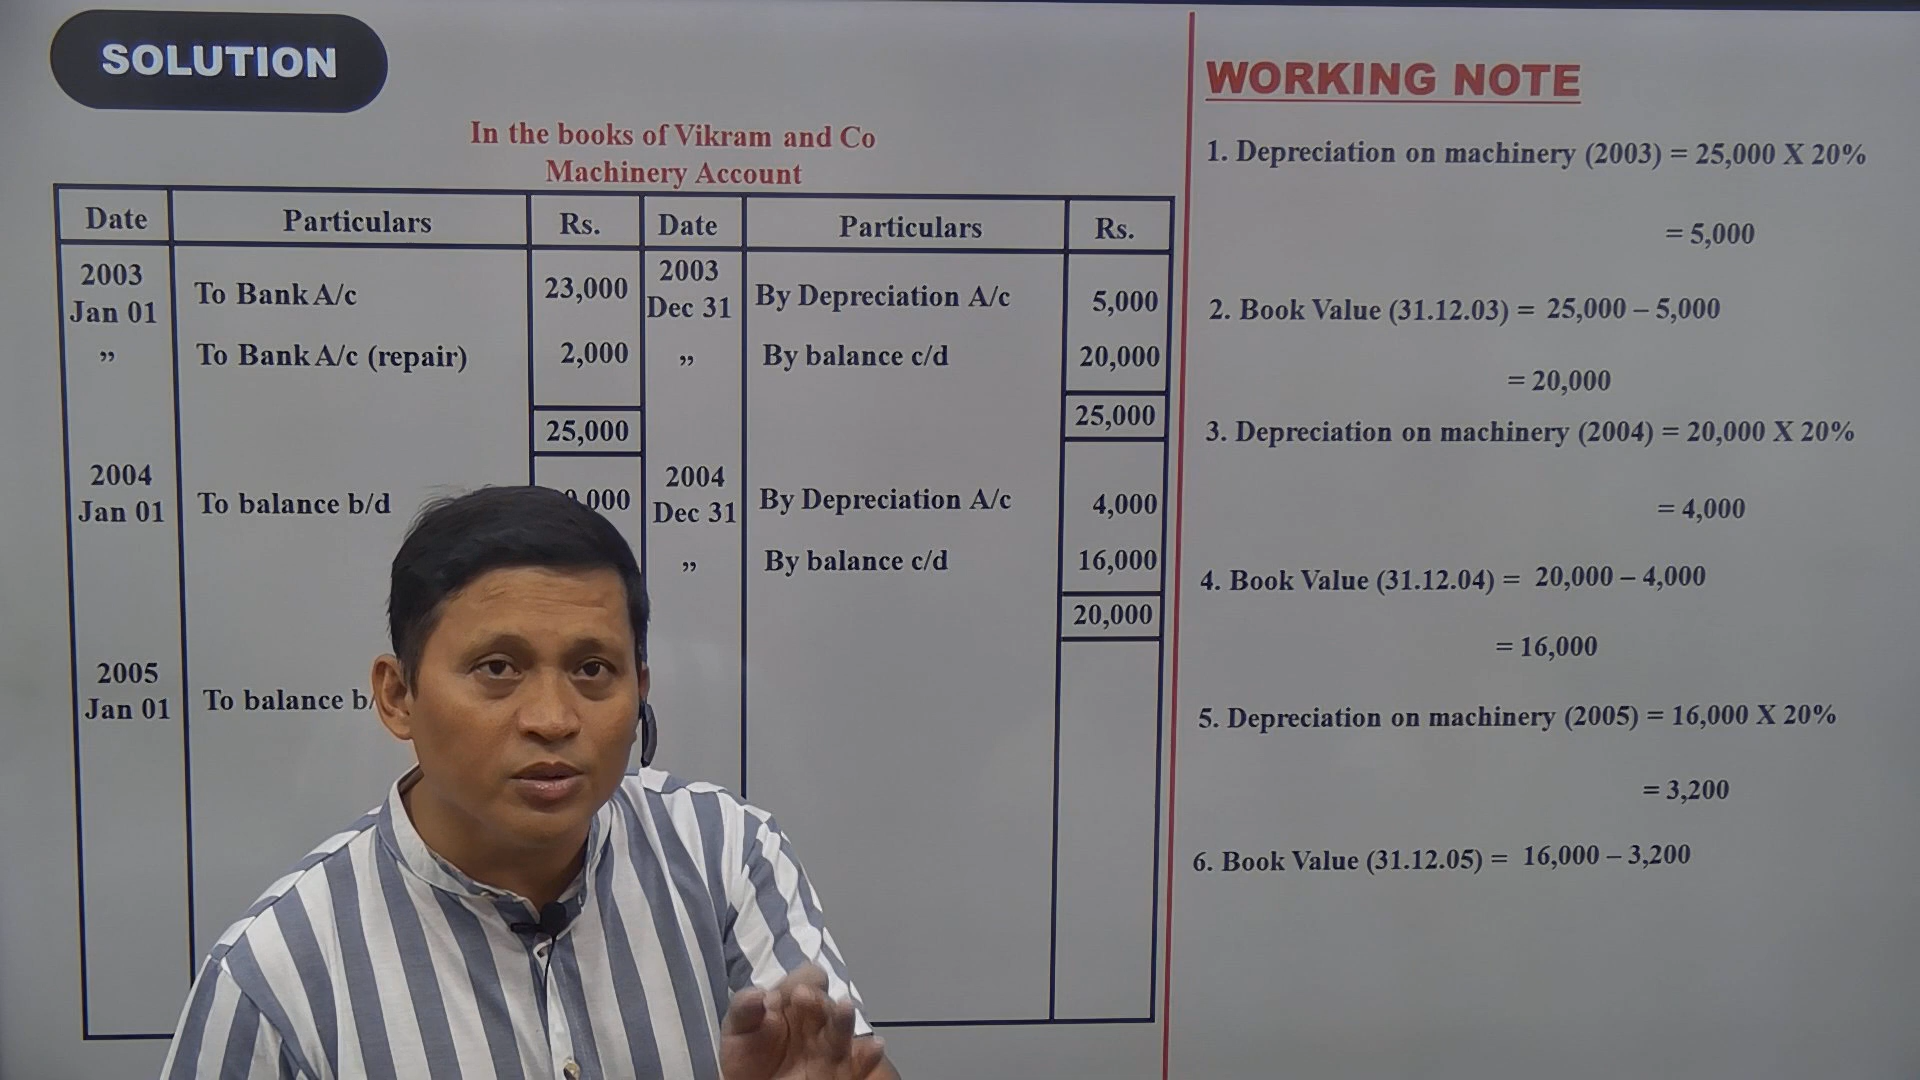 SOLUTION
In the books of Vikram and Co
Machinery Account
Date Particulars Rs. Date Particulars Rs.
2003 2003
Jan 01 To Bank A/c 23,000 Dec 31 By Depreciation A/c 5,000
” To Bank A/c (repair) 2,000 ” By balance c/d 20,000
25,000 25,000
2004 2004
Jan 01 To balance b/d Dec 31 By Depreciation A/c 4,000
” By balance c/d 16,000
20,000
2005
Jan 01 To balance
WORKING NOTE
1. Depreciation on machinery (2003) = 25,000 X 20%
= 5,000
2. Book Value (31.12.03) = 25,000 – 5,000
= 20,000
3. Depreciation on machinery (2004) = 20,000 X 20%
= 4,000
4. Book Value (31.12.04) = 20,000 – 4,000
= 16,000
5. Depreciation on machinery (2005) = 16,000 X 20%
= 3,200
6. Book Value (31.12.05) = 16,000 – 3,200